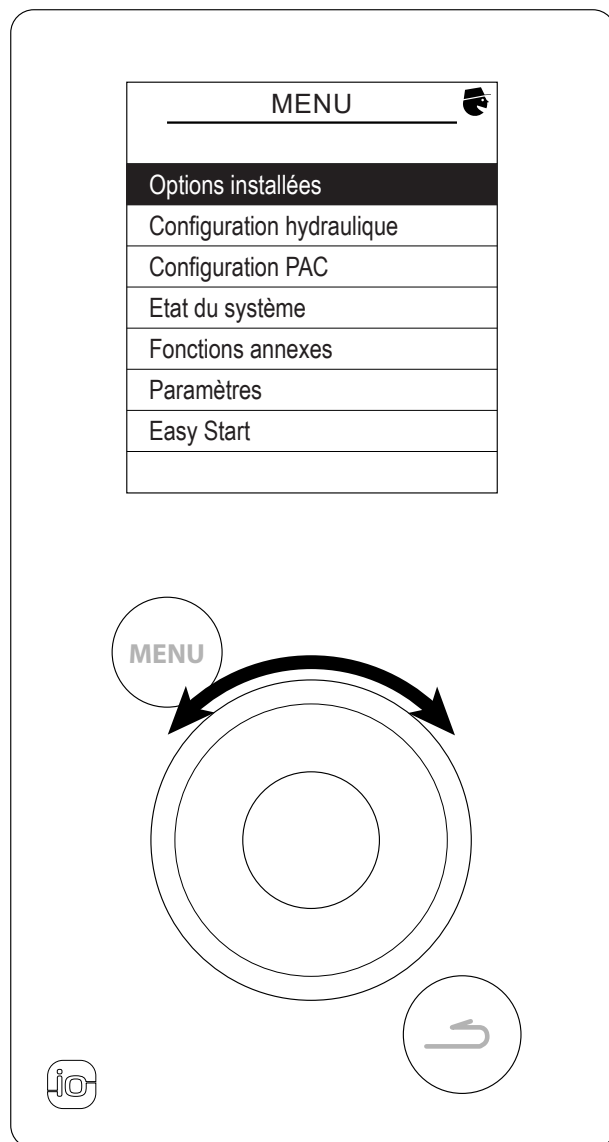 MENU
Options installées
Configuration hydraulique
Configuration PAC
Etat du système
Fonctions annexes
Paramètres
Easy Start
MENU
io